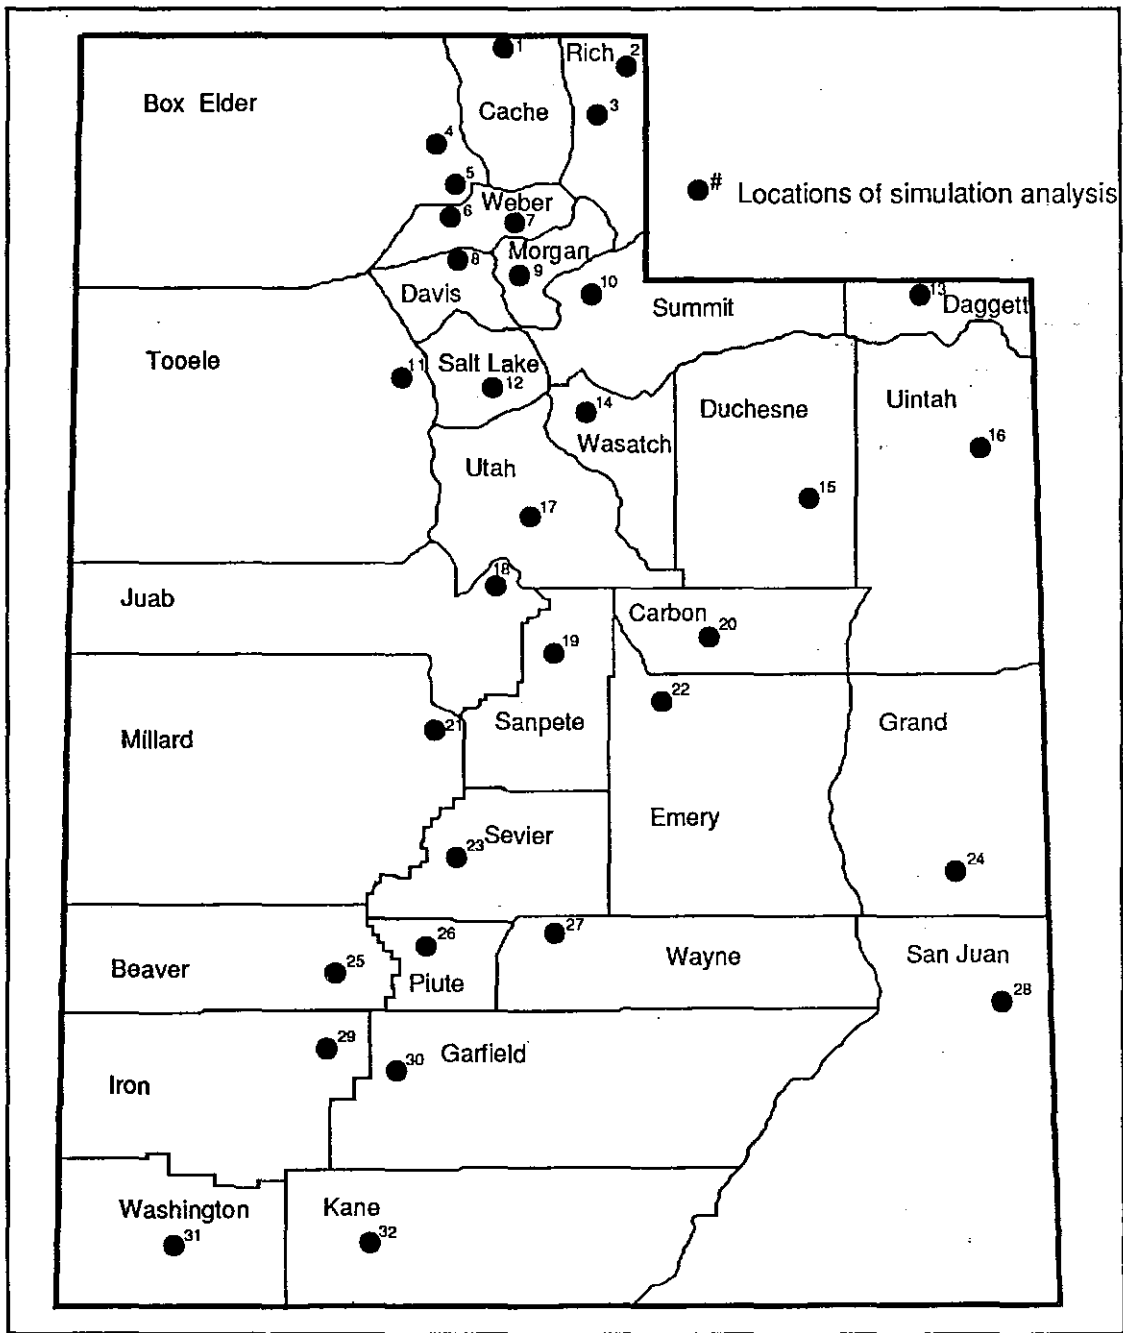 1
Rich 2
Box Elder
Cache
3
4
5
# Locations of simulation analysis
Weber
6
7
Morgan
8
9
Davis
10
13
Daggett
Summit
Tooele
Salt Lake
11
12
Duchesne
Uintah
14
Wasatch
16
Utah
15
17
18
Juab
Carbon
20
19
22
Sanpete
21
Millard
Grand
Emery
Sevier
23
24
27
26
Wayne
San Juan
Beaver
25
Piute
28
29
Garfield
30
Iron
Washington
Kane
31
32